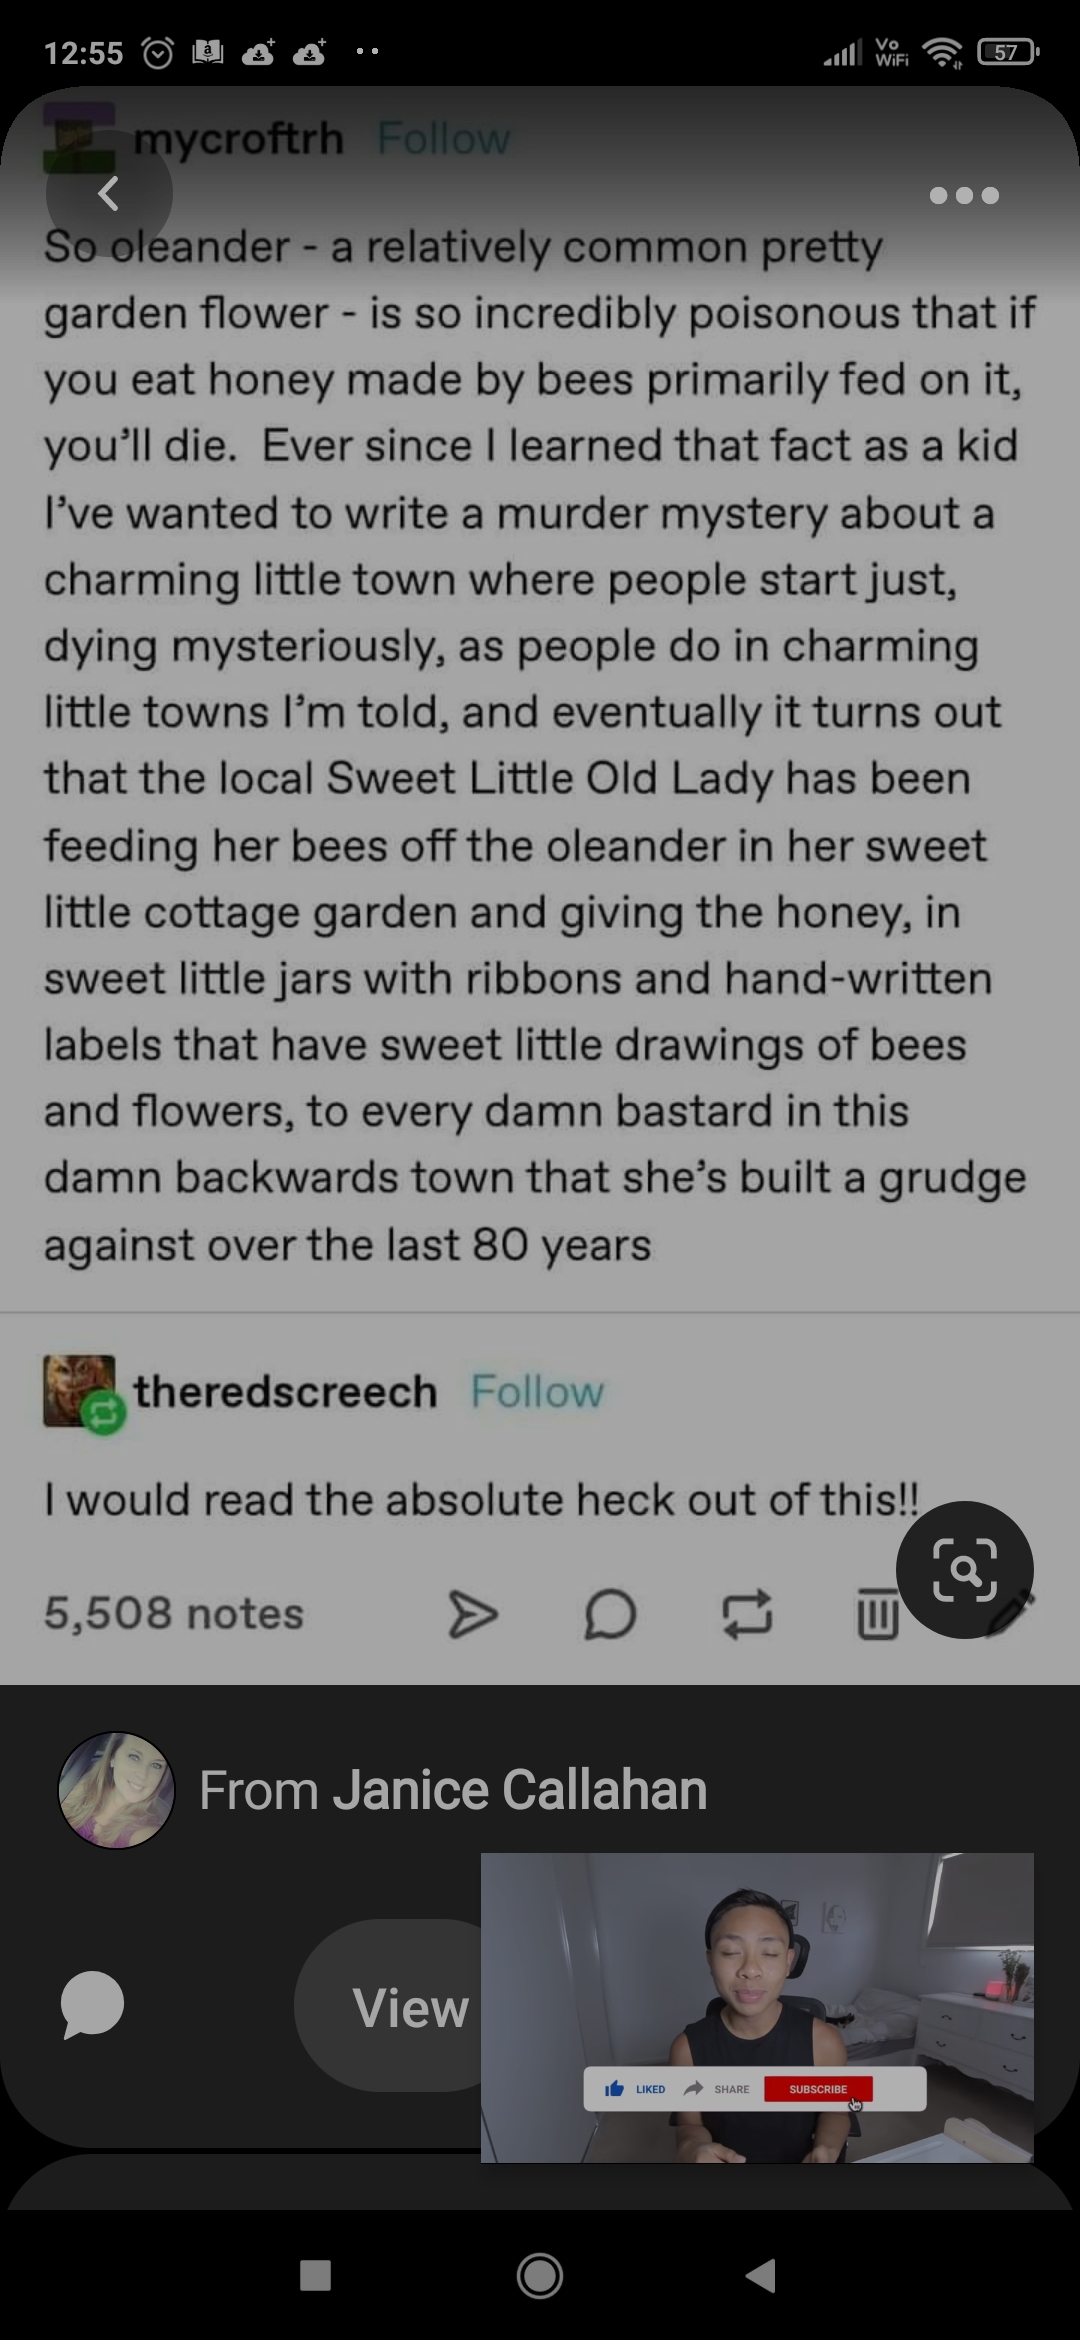 12:55
Vo
WiFi
57
mycroftrh Follow
So oleander - a relatively common pretty
garden flower - is so incredibly poisonous that if
you eat honey made by bees primarily fed on it,
you'll die.  Ever since I learned that fact as a kid
I've wanted to write a murder mystery about a
charming little town where people start just,
dying mysteriously, as people do in charming
little towns I'm told, and eventually it turns out
that the local Sweet Little Old Lady has been
feeding her bees off the oleander in her sweet
little cottage garden and giving the honey, in
sweet little jars with ribbons and hand-written
labels that have sweet little drawings of bees
and flowers, to every damn bastard in this
damn backwards town that she's built a grudge
against over the last 80 years
theredscreech Follow
I would read the absolute heck out of this!!
5,508 notes
From Janice Callahan
View
LIKED SHARE SUBSCRIBE